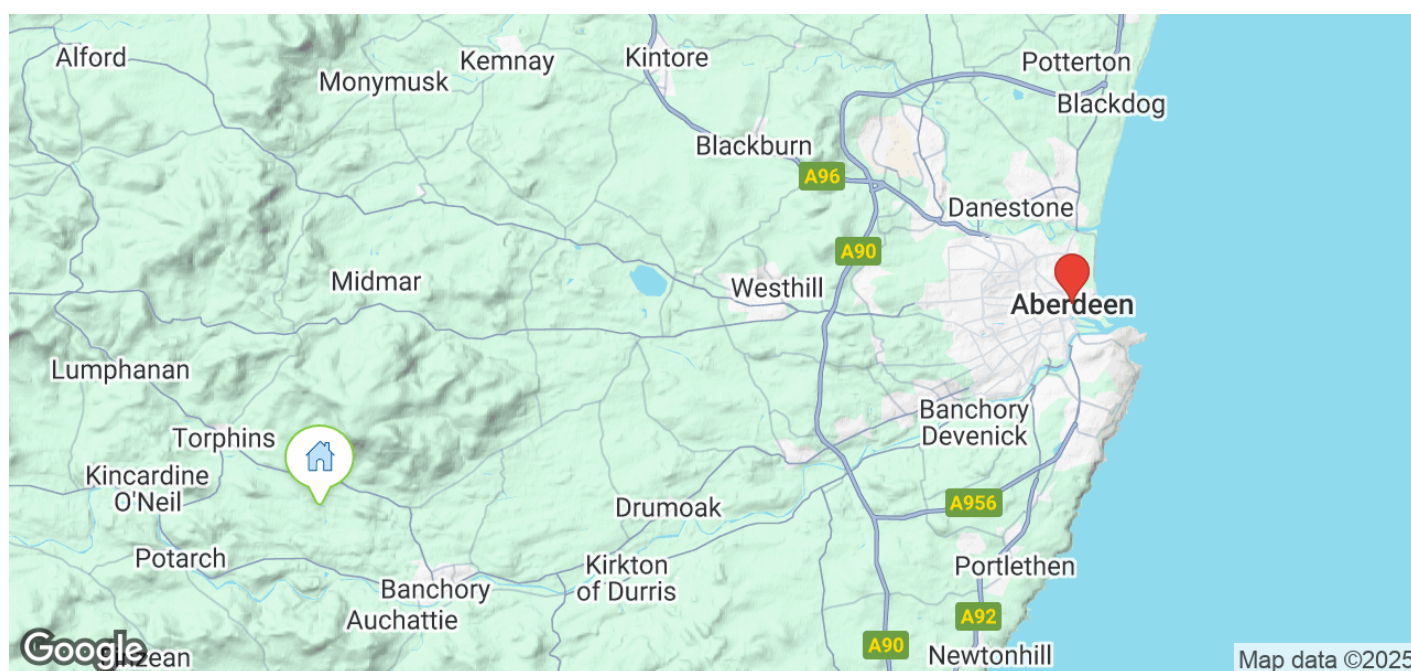 Potterton
Alford
Kemnay
Kintore
Monymusk
Blackdog
Blackburn
A96
Danestone
A90
Midmar
Westhill
Aberdeen
Lumphanan
Banchory
Devenick
Torphins
Kincardine
O'Neil
Drumoak
A956
Potarch
Kirkton
of Durris
Portlethen
Banchory
Auchattie
A92
A90
Newtonhill
Google
Map data ©2025